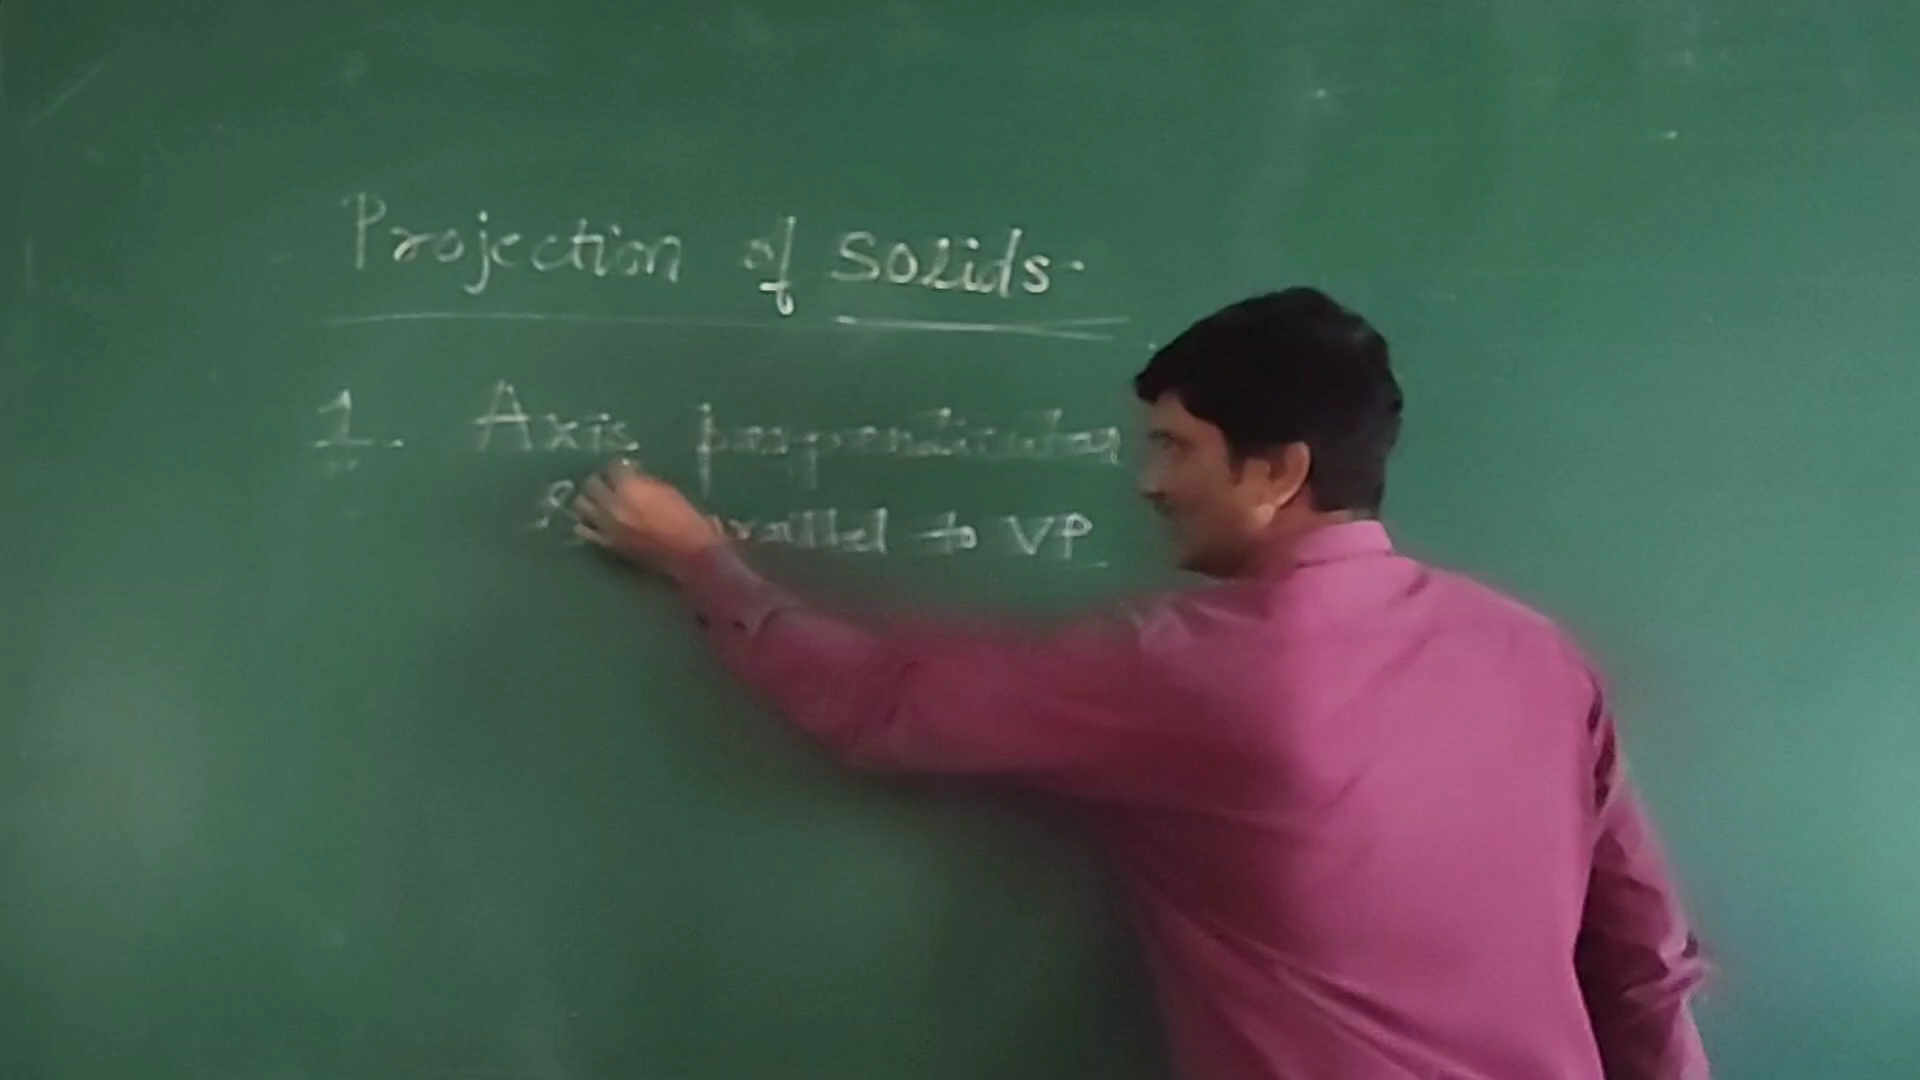 Projection of Solids
1. Axis perpendicular
& parallel to VP